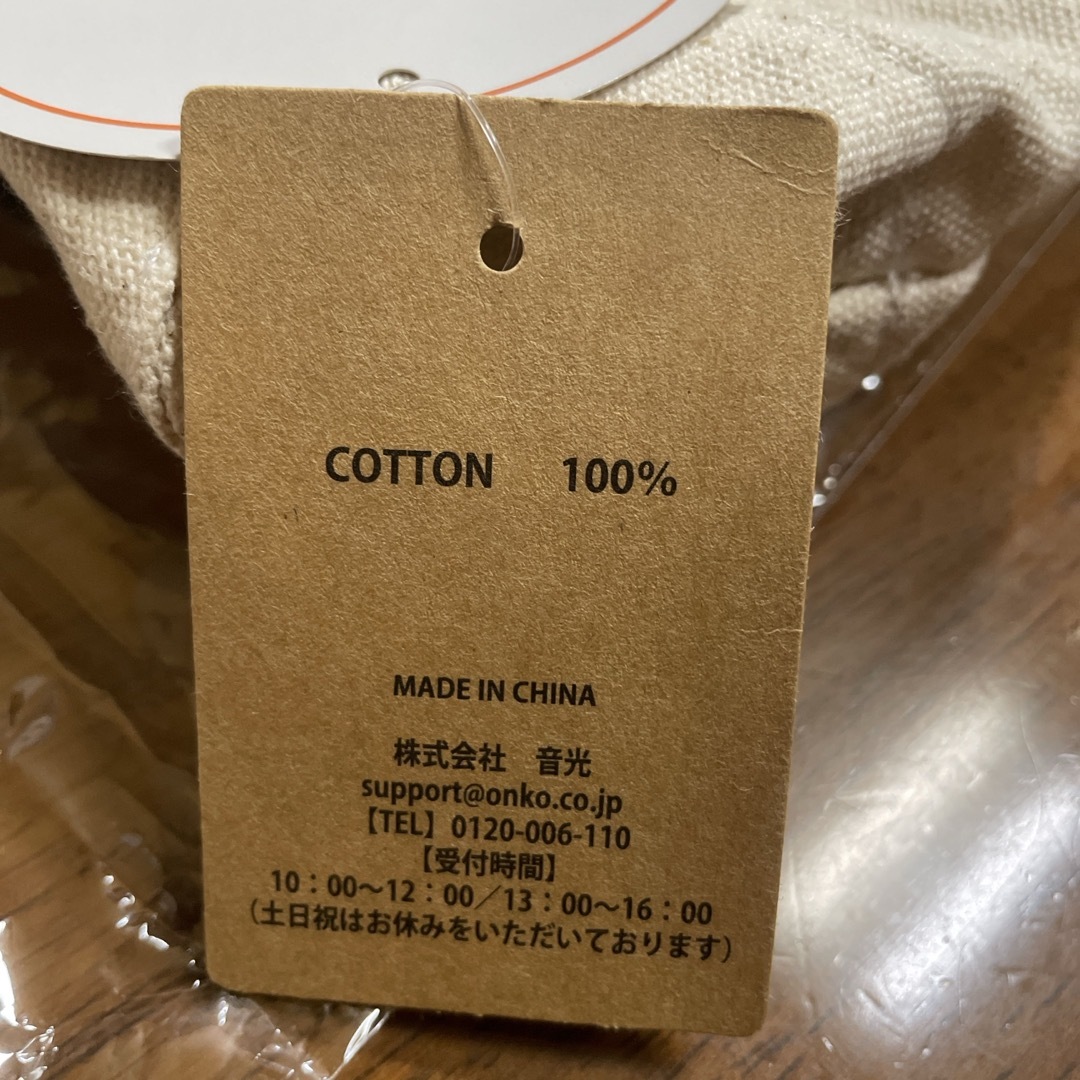 COTTON 100%
MADE IN CHINA
株式会社 音光
support@onko.co.jp
【TEL】0120-006-110
【受付時間】
10：00～12：00／13：00～16：00
（土日祝はお休みをいただいております）